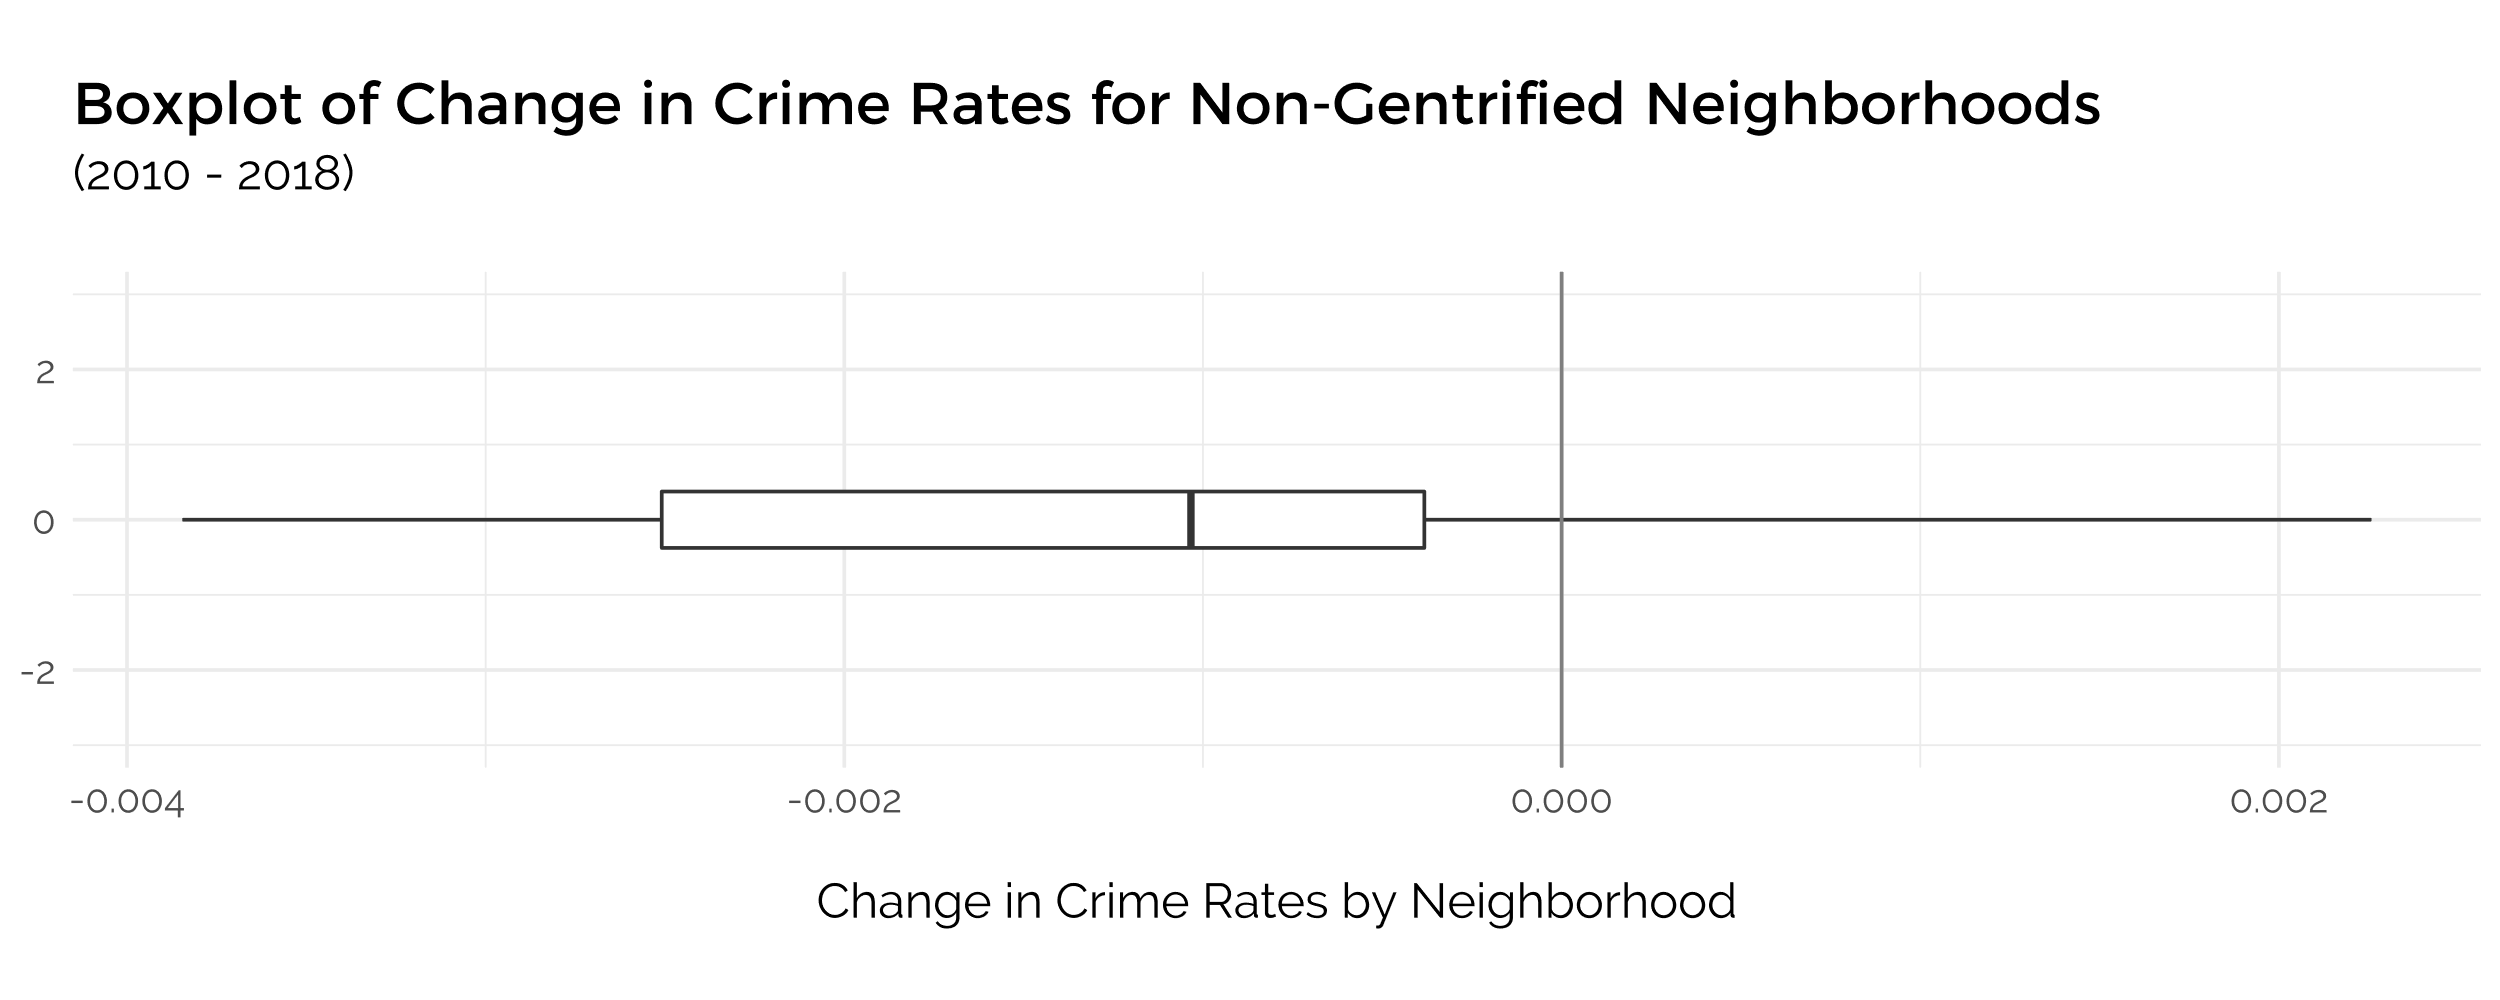 Boxplot of Change in Crime Rates for Non-Gentrified Neighborhoods
(2010 - 2018)
2
0
-2
-0.004 -0.002 0.000 0.002
Change in Crime Rates by Neighborhood